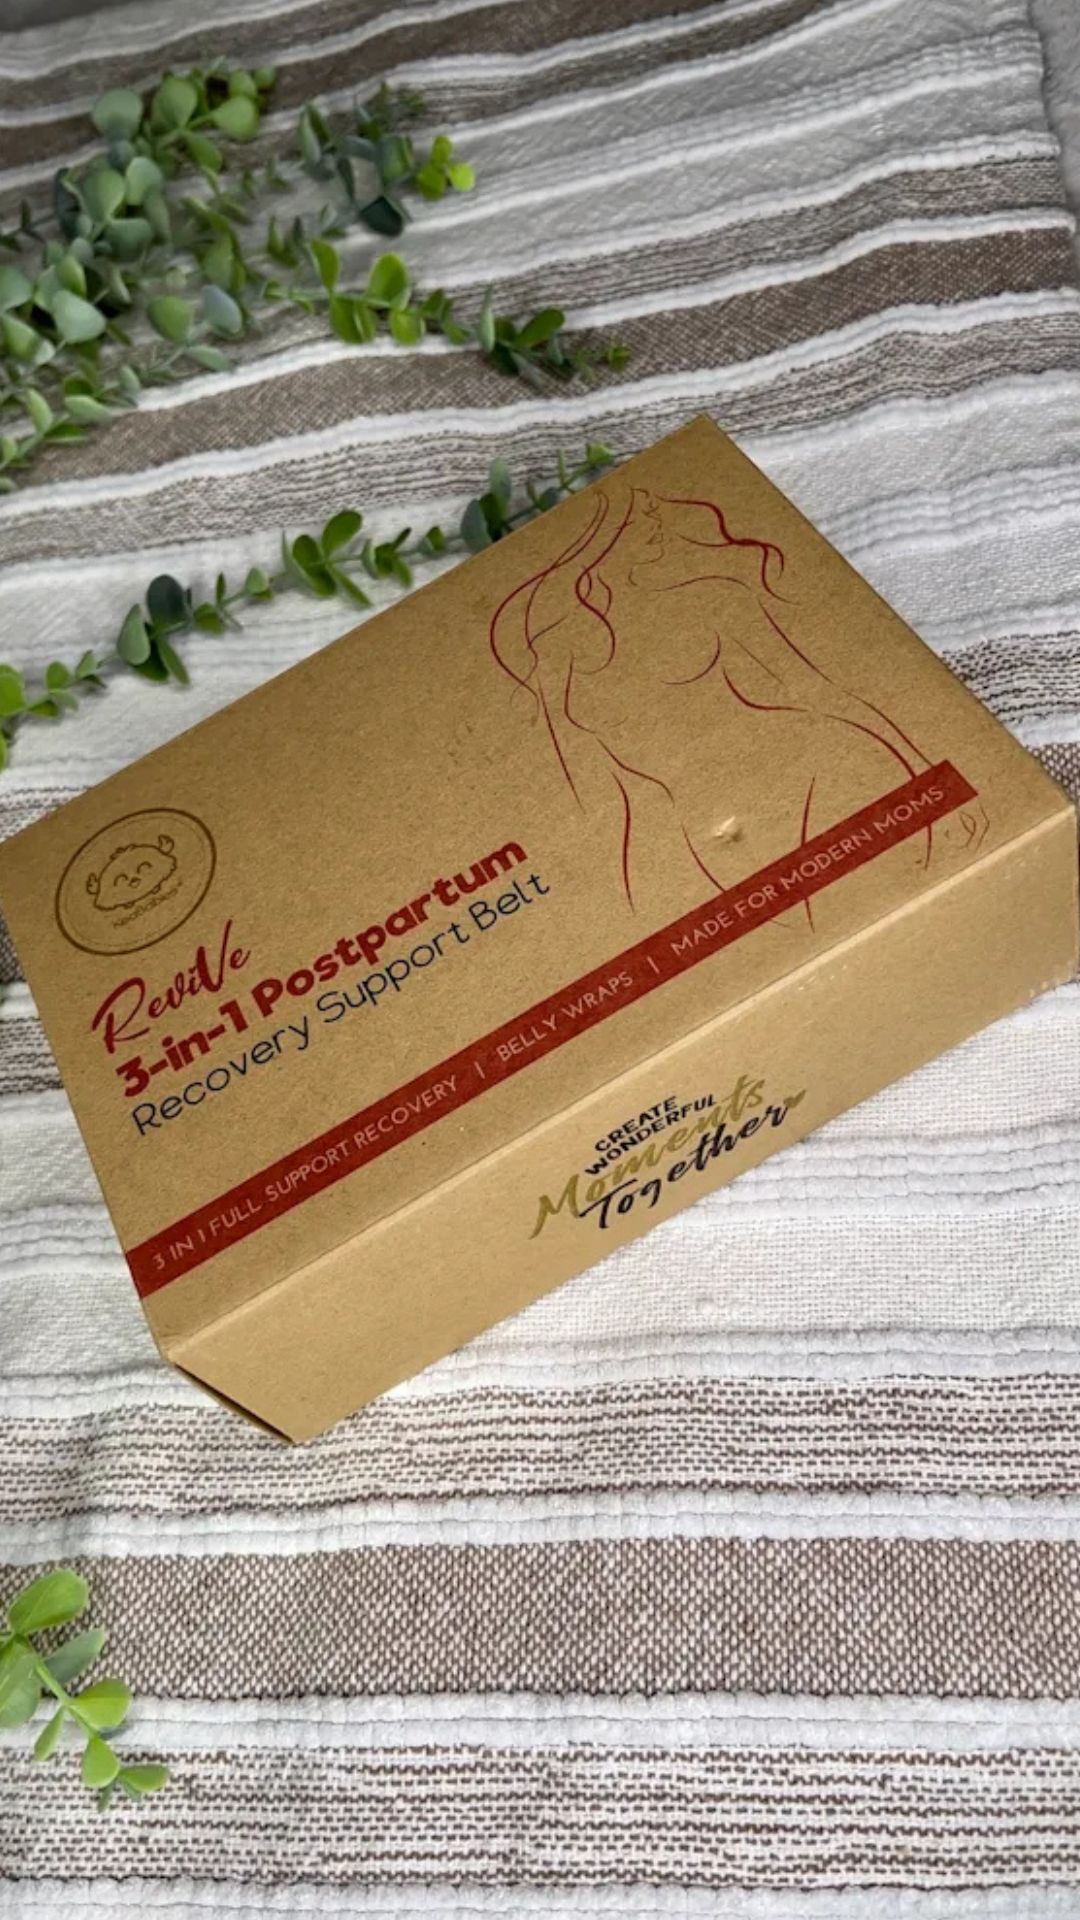 KeaBabies
ReviVe
3-in-1 Postpartum
Recovery Support Belt
3 IN 1 FULL SUPPORT RECOVERY | BELLY WRAPS | MADE FOR MODERN MOMS
CREATE
WONDERFUL
Moments
Together